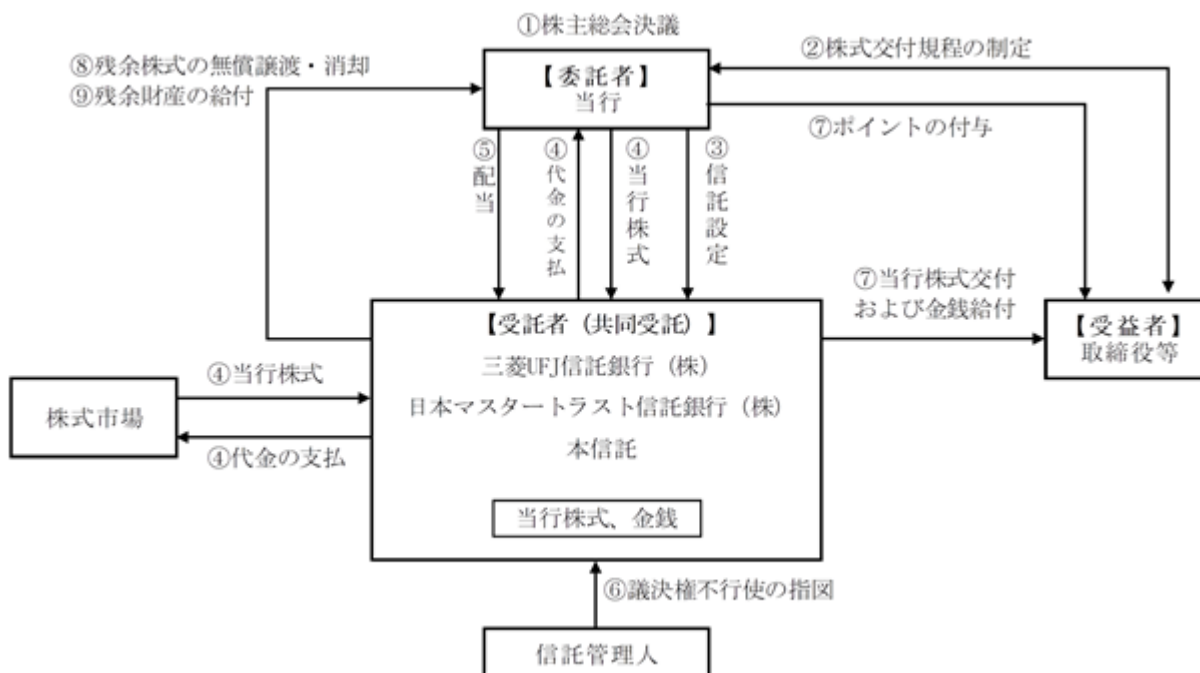 ①株主総会決議
⑧残余株式の無償譲渡・消却
⑨残余財産の給付
【委託者】
当行
②株式交付規程の制定
⑦ポイントの付与
⑤配当
④代金の支払
④当行株式
③信託設定
⑦当行株式交付
および金銭給付
【受益者】
取締役等
【受託者（共同受託）】
三菱UFJ信託銀行（株）
日本マスタートラスト信託銀行（株）
本信託
当行株式、金銭
④当行株式
株式市場
④代金の支払
⑥議決権不行使の指図
信託管理人